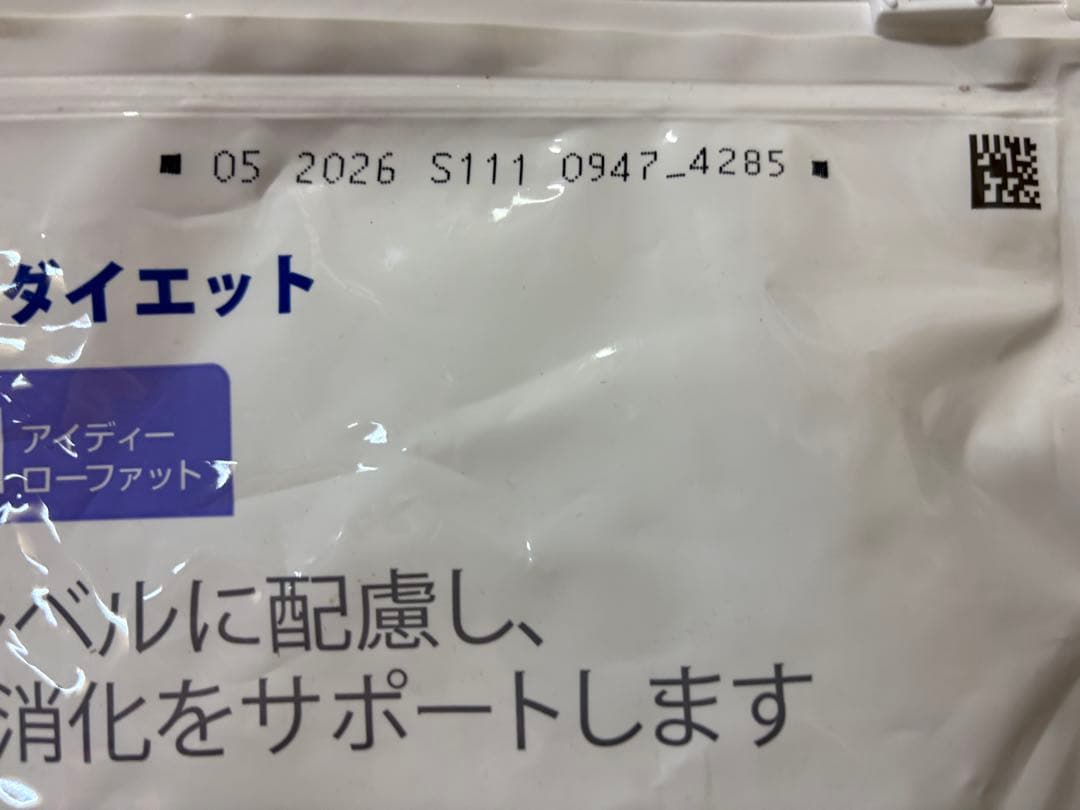 05 2026 S111 0947_4285
ダイエット
アイディー
ローファット
ベルに配慮し、
消化をサポートします